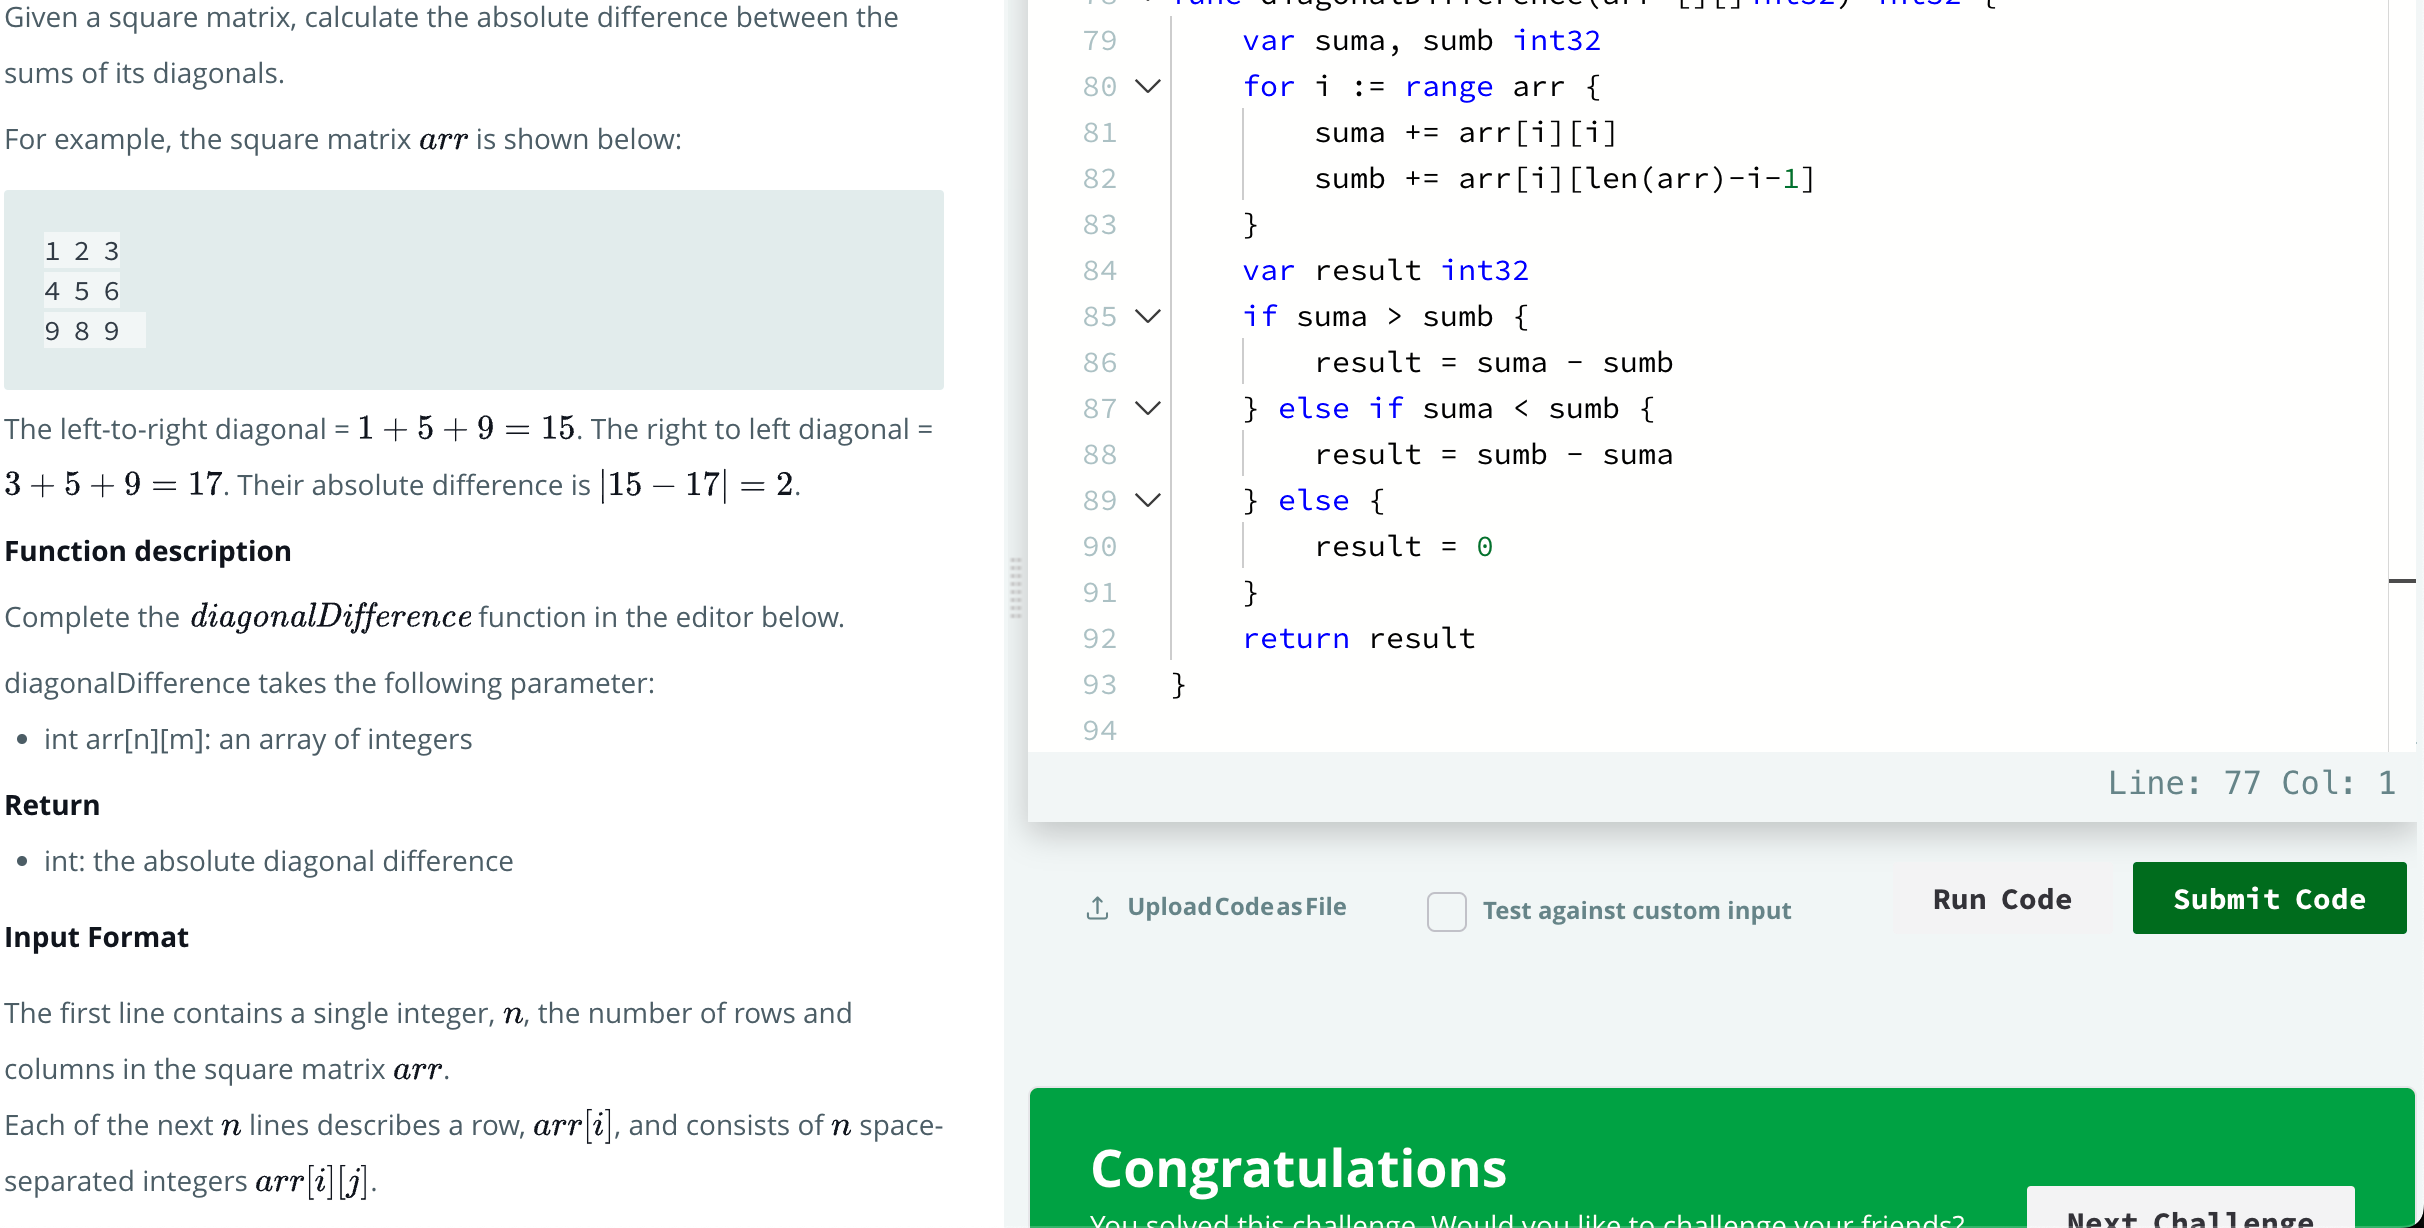 Given a square matrix, calculate the absolute difference between the
sums of its diagonals.
For example, the square matrix arr is shown below:
1 2 3
4 5 6
9 8 9
The left-to-right diagonal = 1 + 5 + 9 = 15. The right to left diagonal =
3 + 5 + 9 = 17. Their absolute difference is |15 − 17| = 2.
Function description
Complete the diagonalDifference function in the editor below.
diagonalDifference takes the following parameter:
• int arr[n][m]: an array of integers
Return
• int: the absolute diagonal difference
Input Format
The first line contains a single integer, n, the number of rows and
columns in the square matrix arr.
Each of the next n lines describes a row, arr[i], and consists of n space-
separated integers arr[i][j].
78 func diagonalDifference(arr [][]int32) int32 {
79 var suma, sumb int32
80 for i := range arr {
81 suma += arr[i][i]
82 sumb += arr[i][len(arr)-i-1]
83 }
84 var result int32
85 if suma > sumb {
86 result = suma - sumb
87 } else if suma < sumb {
88 result = sumb - suma
89 } else {
90 result = 0
91 }
92 return result
93 }
94
Line: 77 Col: 1
Upload Code as File
Test against custom input
Run Code
Submit Code
Congratulations
You solved this challenge. Would you like to challenge your friends?
Next Challenge